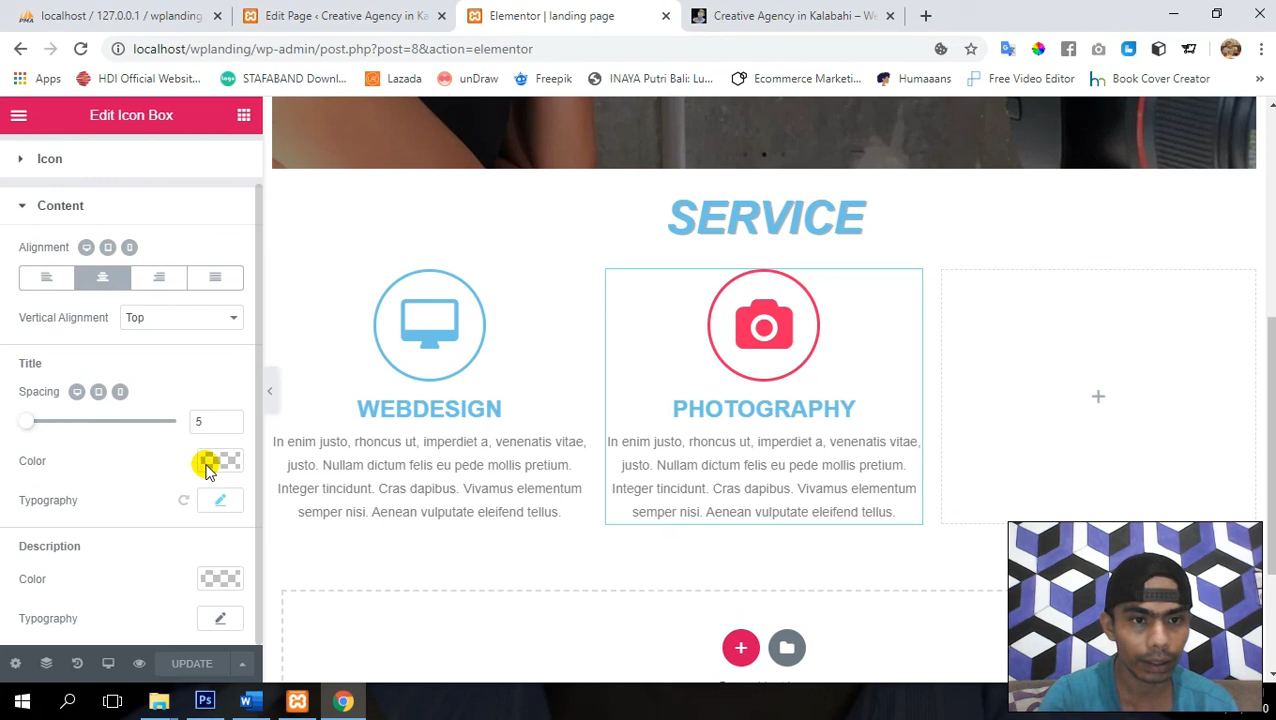 localhost / 127.0.0.1 / wplanding
Edit Page ‹ Creative Agency in Ka
Elementor | landing page
Creative Agency in Kalabahi – We
localhost/wplanding/wp-admin/post.php?post=8&action=elementor
Apps
HDI Official Websit...
STAFABAND Downl...
Lazada
unDraw
Freepik
INAYA Putri Bali: Lu...
Ecommerce Marketi...
Humaaans
Free Video Editor
Book Cover Creator
»
Edit Icon Box
Icon
Content
Alignment
Vertical Alignment
Top
Title
Spacing
5
Color
Typography
Description
Color
Typography
UPDATE
SERVICE
WEBDESIGN
In enim justo, rhoncus ut, imperdiet a, venenatis vitae,
justo. Nullam dictum felis eu pede mollis pretium.
Integer tincidunt. Cras dapibus. Vivamus elementum
semper nisi. Aenean vulputate eleifend tellus.
PHOTOGRAPHY
In enim justo, rhoncus ut, imperdiet a, venenatis vitae,
justo. Nullam dictum felis eu pede mollis pretium.
Integer tincidunt. Cras dapibus. Vivamus elementum
semper nisi. Aenean vulputate eleifend tellus.